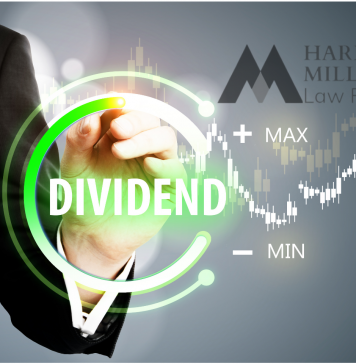 HAR
MILL
Law F
+ MAX
DIVIDEND
− MIN